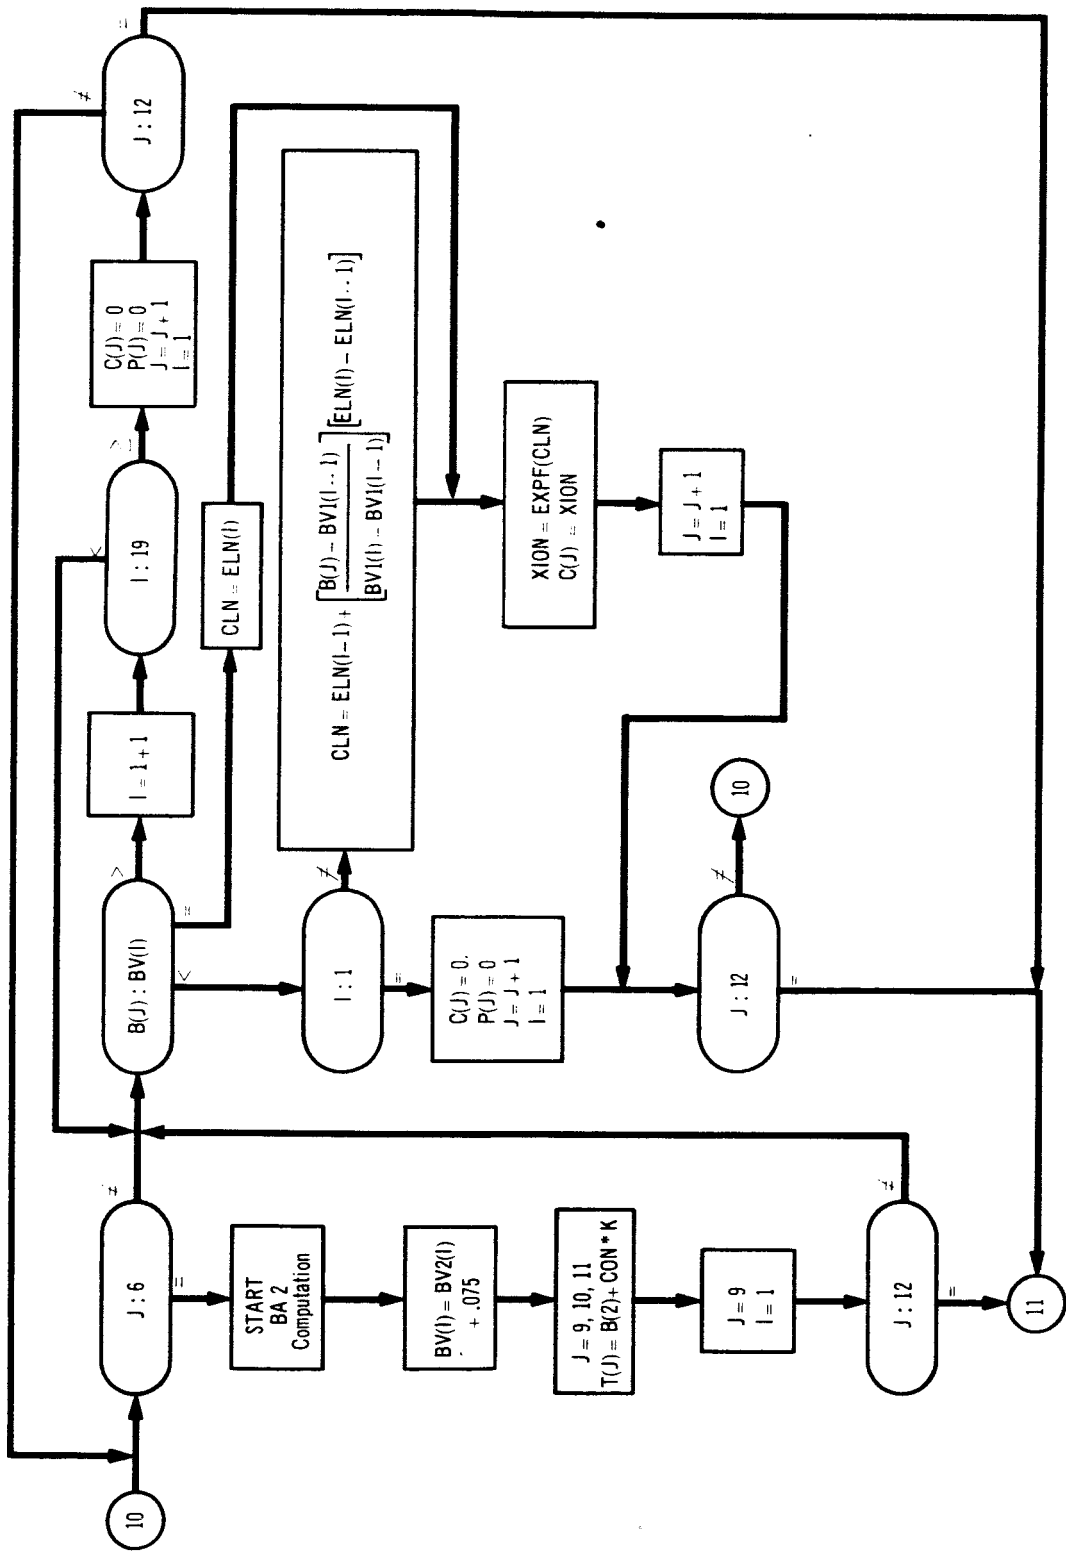 10
J : 6
≠
=
START
BA 2
Computation
BV(I) = BV2(I)
+ .075
J = 9, 10, 11
T(J) = B(2) + CON * K
J = 9
I = 1
J : 12
≠
=
11
B(J) : BV(I)
>
=
<
I = 1 + 1
I : 19
<
≥
C(J) = 0
P(J) = 0
J = J + 1
I = 1
J : 12
≠
=
CLN = ELN(I)
I : 1
≠
=
CLN = ELN(I-1) + [B(J) - BV1(I--1) / BV1(I) - BV1(I--1)] [ELN(I) - ELN(I--1)]
C(J) = 0.
P(J) = 0
J = J + 1
I = 1
XION = EXPF(CLN)
C(J) = XION
J = J + 1
I = 1
J : 12
≠
=
10